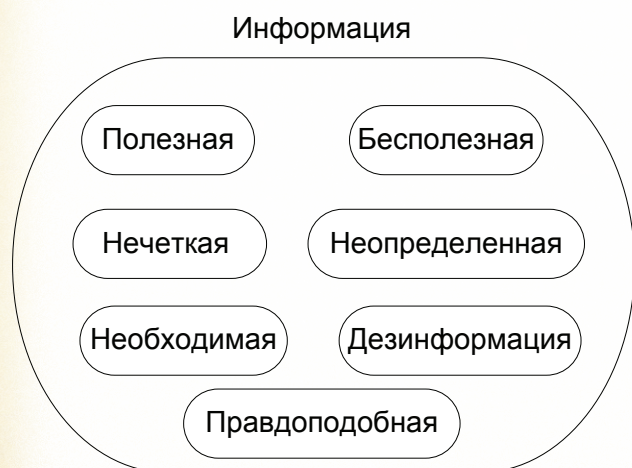 Информация
Полезная Бесполезная
Нечеткая Неопределенная
Необходимая Дезинформация
Правдоподобная